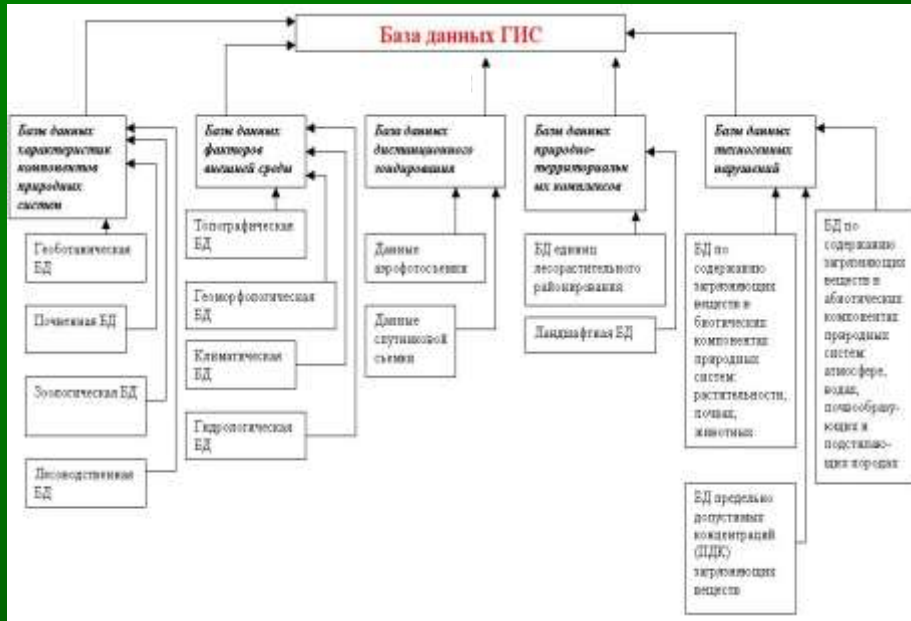 База данных ГИС
Базы данных
характеристик
компонентов
природных
систем
Геоботаническая
БД
Почвенная БД
Зоологическая БД
Лесоводственная
БД
Базы данных
факторов
внешней среды
Топографическая
БД
Геоморфологическая
БД
Климатическая
БД
Гидрологическая
БД
База данных
дистанционного
зондирования
Данные
аэрофотосъемки
Данные
спутниковой
съемки
Базы данных
природно-
территориальн
ых комплексов
БД единиц
лесорастительного
районирования
Ландшафтная БД
Базы данных
техногенных
нарушений
БД по
содержанию
загрязняющих
веществ в
биотических
компонентах
природных
систем:
растительности,
почвах,
животных
БД предельно
допустимых
концентраций
(ПДК)
загрязняющих
веществ
БД по
содержанию
загрязняющих
веществ в
абиотических
компонентах
природных
систем:
атмосфере,
водах,
почвообразу-
ющих и
подстилаю-
щих породах